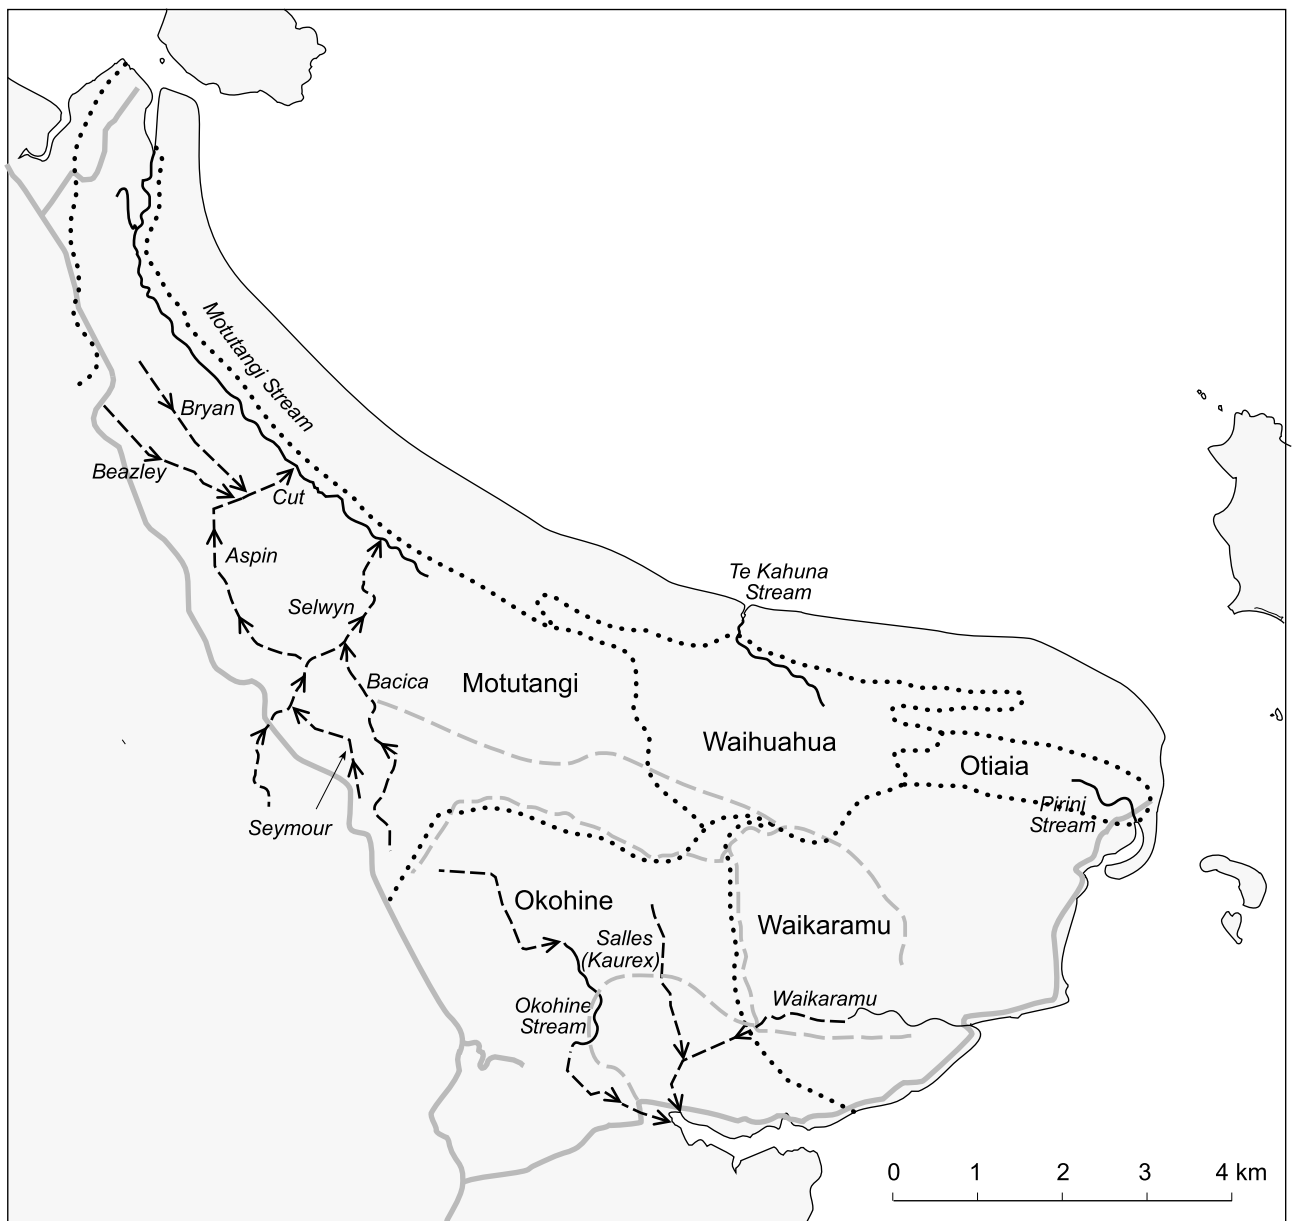 Motutangi Stream
Bryan
Beazley
Cut
Aspin
Te Kahuna
Stream
Selwyn
Bacica
Motutangi
Waihuahua
Otiaia
Pirini
Stream
Seymour
Okohine
Waikaramu
Salles
(Kaurex)
Okohine
Stream
Waikaramu
0 1 2 3 4 km